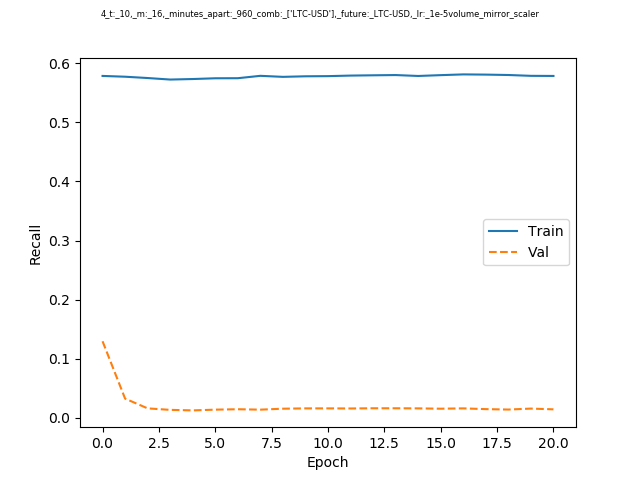 4_t:_10,_m:_16,_minutes_apart:_960_comb:_['LTC-USD'],_future:_LTC-USD,_lr:_1e-5volume_mirror_scaler
0.6
0.5
0.4
0.3
0.2
0.1
0.0
Recall
Train
Val
0.0 2.5 5.0 7.5 10.0 12.5 15.0 17.5 20.0
Epoch